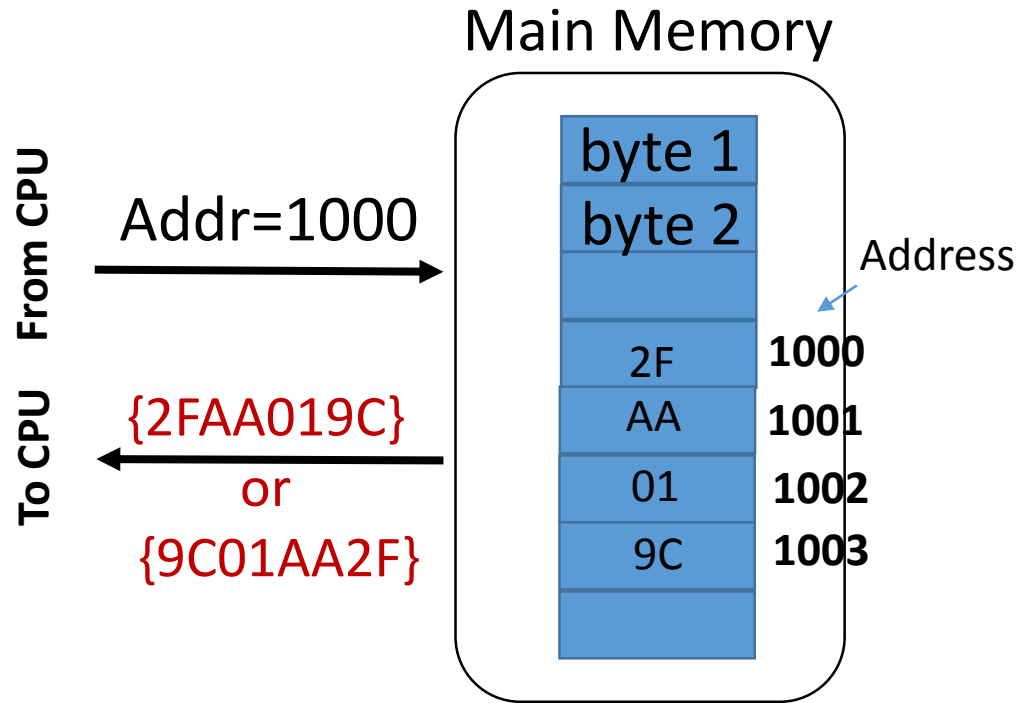 Main Memory
From CPU
Addr=1000
To CPU
{2FAA019C}
or
{9C01AA2F}
byte 1
byte 2
Address
2F 1000
AA 1001
01 1002
9C 1003